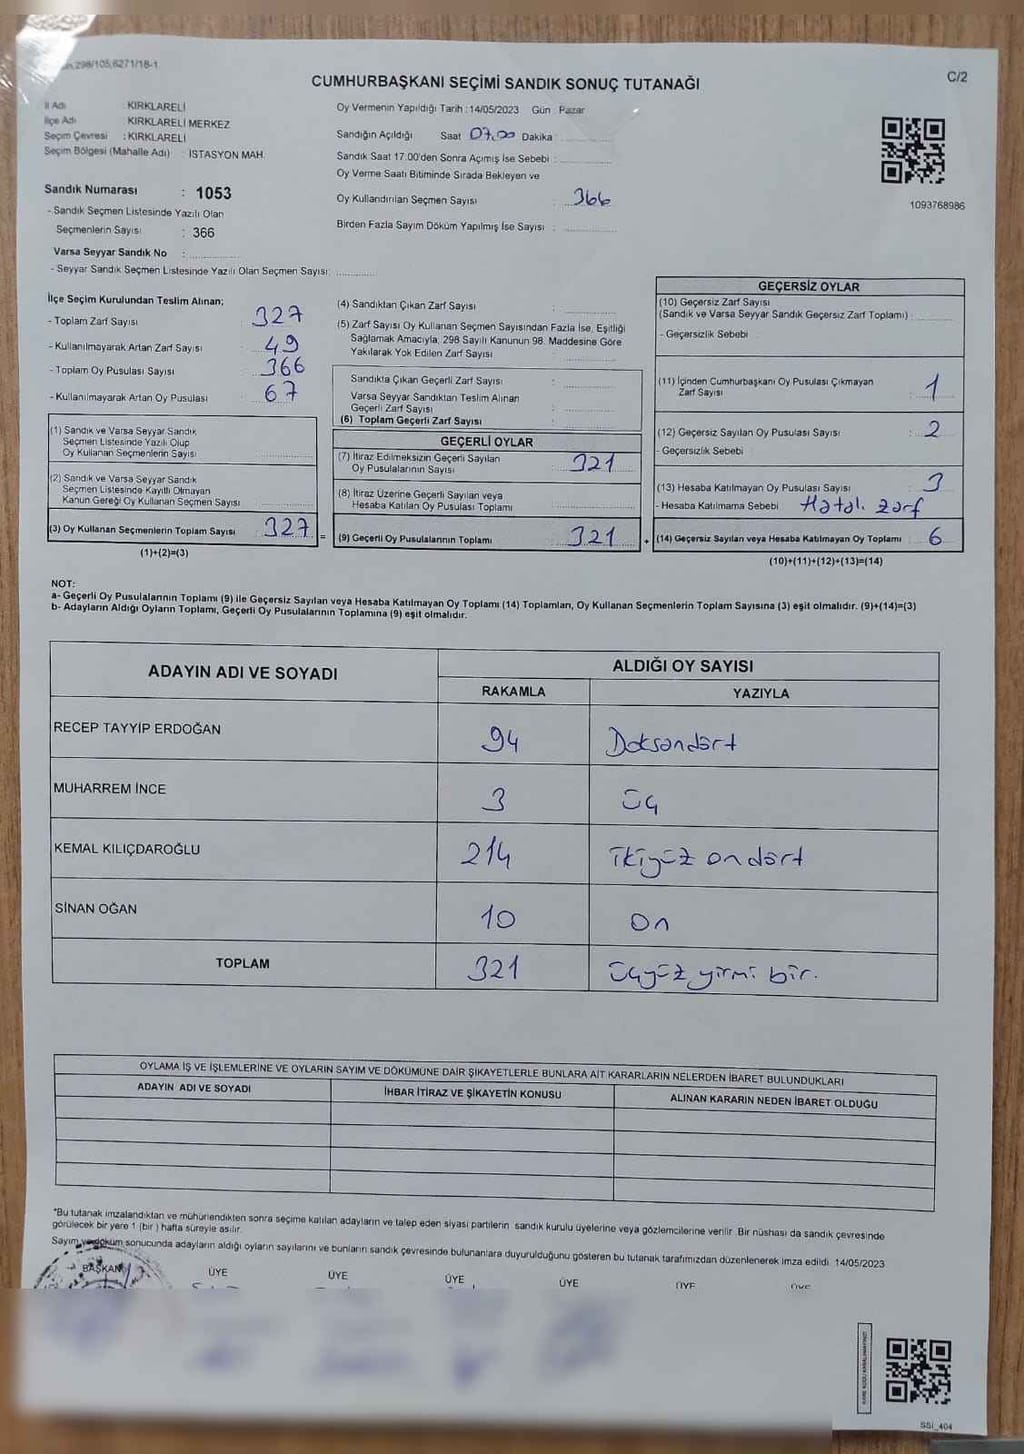 298/105,6271/18-1
CUMHURBAŞKANI SEÇİMİ SANDIK SONUÇ TUTANAĞI
C/2
İl Adı : KIRKLARELİ
İlçe Adı : KIRKLARELİ MERKEZ
Seçim Çevresi : KIRKLARELİ
Seçim Bölgesi (Mahalle Adı) : İSTASYON MAH.
Sandık Numarası : 1053
- Sandık Seçmen Listesinde Yazılı Olan
Seçmenlerin Sayısı : 366
Varsa Seyyar Sandık No :
- Seyyar Sandık Seçmen Listesinde Yazılı Olan Seçmen Sayısı:
Oy Vermenin Yapıldığı Tarih : 14/05/2023 Gün : Pazar
Sandığın Açıldığı Saat 07.00 Dakika :
Sandık Saat 17.00'den Sonra Açımış İse Sebebi :
Oy Verme Saati Bitiminde Sırada Bekleyen ve
Oy Kullandırılan Seçmen Sayısı : 366
Birden Fazla Sayım Döküm Yapılmış İse Sayısı :
1093768986
İlçe Seçim Kurulundan Teslim Alınan;
- Toplam Zarf Sayısı : 327
- Kullanılmayarak Artan Zarf Sayısı : 49
- Toplam Oy Pusulası Sayısı : 366
- Kullanılmayarak Artan Oy Pusulası : 67
(1) Sandık ve Varsa Seyyar Sandık
Seçmen Listesinde Yazılı Olup
Oy Kullanan Seçmenlerin Sayısı
(2) Sandık ve Varsa Seyyar Sandık
Seçmen Listesinde Kayıtlı Olmayan
Kanun Gereği Oy Kullanan Seçmen Sayısı
(3) Oy Kullanan Seçmenlerin Toplam Sayısı : 327 =
(1)+(2)=(3)
(4) Sandıktan Çıkan Zarf Sayısı :
(5) Zarf Sayısı Oy Kullanan Seçmen Sayısından Fazla İse, Eşitliği
Sağlamak Amacıyla, 298 Sayılı Kanunun 98. Maddesine Göre
Yakılarak Yok Edilen Zarf Sayısı :
Sandıkta Çıkan Geçerli Zarf Sayısı :
Varsa Seyyar Sandıktan Teslim Alınan
Geçerli Zarf Sayısı :
(6) Toplam Geçerli Zarf Sayısı :
GEÇERLİ OYLAR
(7) İtiraz Edilmeksizin Geçerli Sayılan
Oy Pusulalarının Sayısı : 321
(8) İtiraz Üzerine Geçerli Sayılan veya
Hesaba Katılan Oy Pusulası Toplamı
(9) Geçerli Oy Pusulalarının Toplamı : 321 +
GEÇERSİZ OYLAR
(10) Geçersiz Zarf Sayısı
(Sandık ve Varsa Seyyar Sandık Geçersiz Zarf Toplamı) :
- Geçersizlik Sebebi :
(11) İçinden Cumhurbaşkanı Oy Pusulası Çıkmayan
Zarf Sayısı : 1
(12) Geçersiz Sayılan Oy Pusulası Sayısı : 2
- Geçersizlik Sebebi
(13) Hesaba Katılmayan Oy Pusulası Sayısı : 3
- Hesaba Katılmama Sebebi : Hatalı zarf
(14) Geçersiz Sayılan veya Hesaba Katılmayan Oy Toplamı : 6
(10)+(11)+(12)+(13)=(14)
NOT:
a- Geçerli Oy Pusulalarının Toplamı (9) ile Geçersiz Sayılan veya Hesaba Katılmayan Oy Toplamı (14) Toplamları, Oy Kullanan Seçmenlerin Toplam Sayısına (3) eşit olmalıdır. (9)+(14)=(3)
b- Adayların Aldığı Oyların Toplamı, Geçerli Oy Pusulalarının Toplamına (9) eşit olmalıdır.
ADAYIN ADI VE SOYADI
ALDIĞI OY SAYISI
RAKAMLA YAZIYLA
RECEP TAYYİP ERDOĞAN 94 Doksandört
MUHARREM İNCE 3 üç
KEMAL KILIÇDAROĞLU 214 ikiyüz ondört
SİNAN OĞAN 10 On
TOPLAM 321 üçyüz yirmi bir.
OYLAMA İŞ VE İŞLEMLERİNE VE OYLARIN SAYIM VE DÖKÜMÜNE DAİR ŞİKAYETLERLE BUNLARA AİT KARARLARIN NELERDEN İBARET BULUNDUKLARI
ADAYIN ADI VE SOYADI İHBAR İTİRAZ VE ŞİKAYETİN KONUSU ALINAN KARARIN NEDEN İBARET OLDUĞU
*Bu tutanak imzalandıktan ve mühürlendikten sonra seçime katılan adayların ve talep eden siyasi partilerin sandık kurulu üyelerine veya gözlemcilerine verilir. Bir nüshası da sandık çevresinde
görülecek bir yere 1 (bir) hafta süreyle asılır.
Sayım ve döküm sonucunda adayların aldığı oyların sayılarını ve bunların sandık çevresinde bulunanlara duyurulduğunu gösteren bu tutanak tarafımızdan düzenlenerek imza edildi. 14/05/2023
BAŞKAN ÜYE ÜYE ÜYE ÜYE ÜYE ÜYE
SSI_404